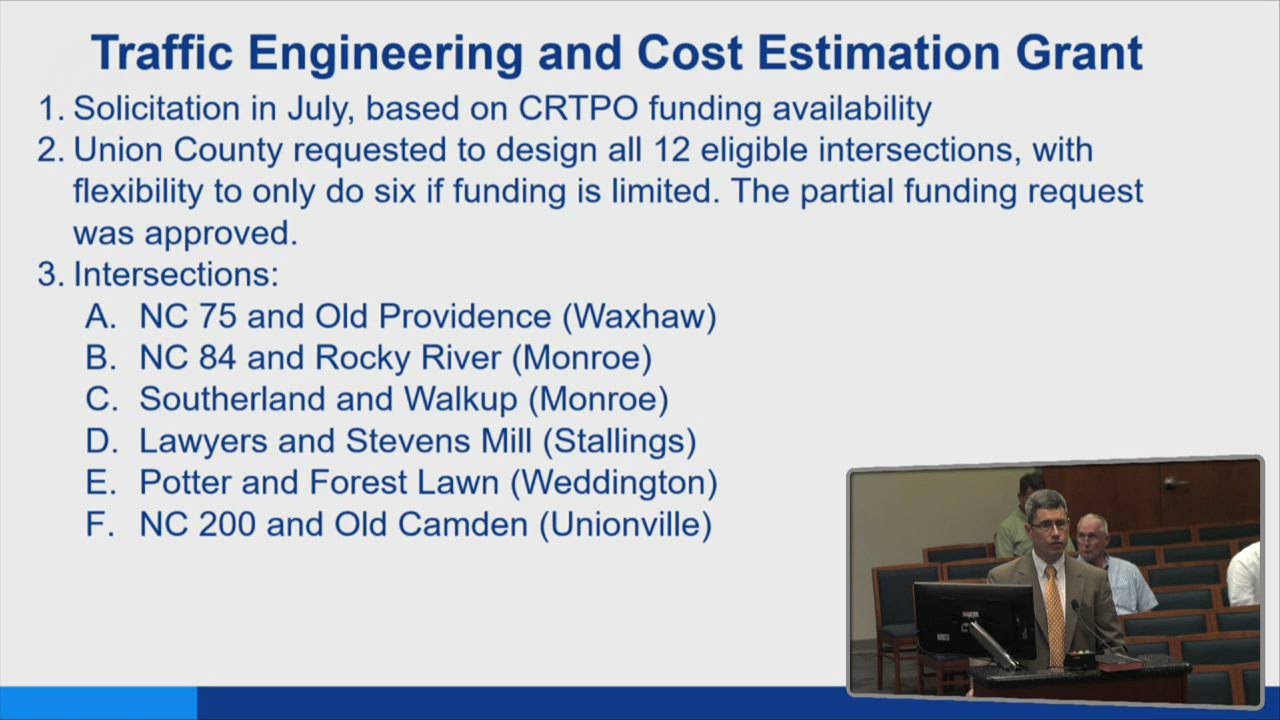 Traffic Engineering and Cost Estimation Grant
1. Solicitation in July, based on CRTPO funding availability
2. Union County requested to design all 12 eligible intersections, with
flexibility to only do six if funding is limited. The partial funding request
was approved.
3. Intersections:
A. NC 75 and Old Providence (Waxhaw)
B. NC 84 and Rocky River (Monroe)
C. Southerland and Walkup (Monroe)
D. Lawyers and Stevens Mill (Stallings)
E. Potter and Forest Lawn (Weddington)
F. NC 200 and Old Camden (Unionville)